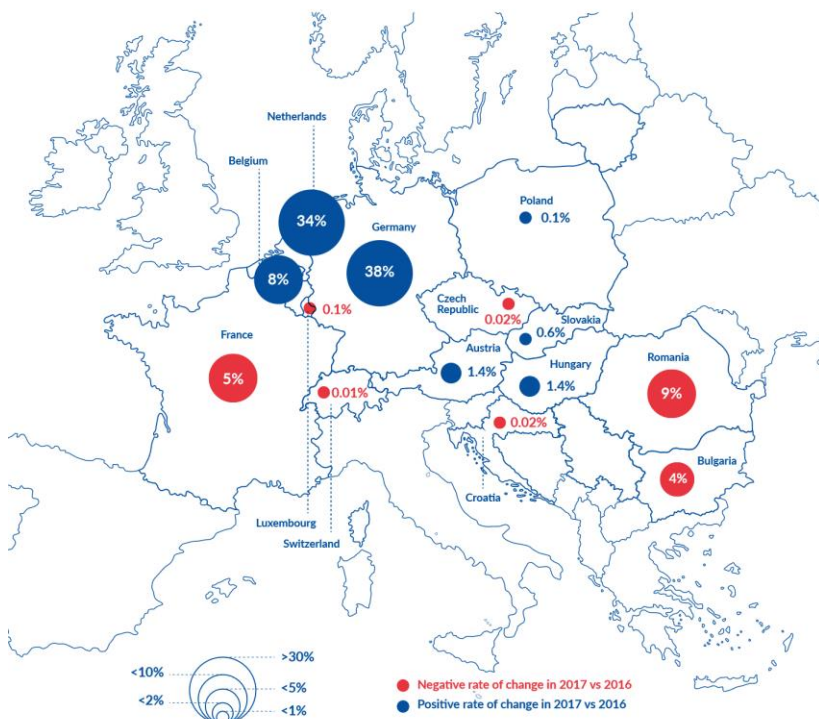 Netherlands
Belgium
34%
Germany
Poland
0.1%
8%
38%
Czech
Republic
0.02%
0.1%
Slovakia
0.6%
France
Austria
1.4%
Hungary
1.4%
Romania
5%
0.01%
9%
0.02%
Bulgaria
4%
Croatia
Luxembourg
Switzerland
>30%
<10%
<5%
<2%
<1%
Negative rate of change in 2017 vs 2016
Positive rate of change in 2017 vs 2016